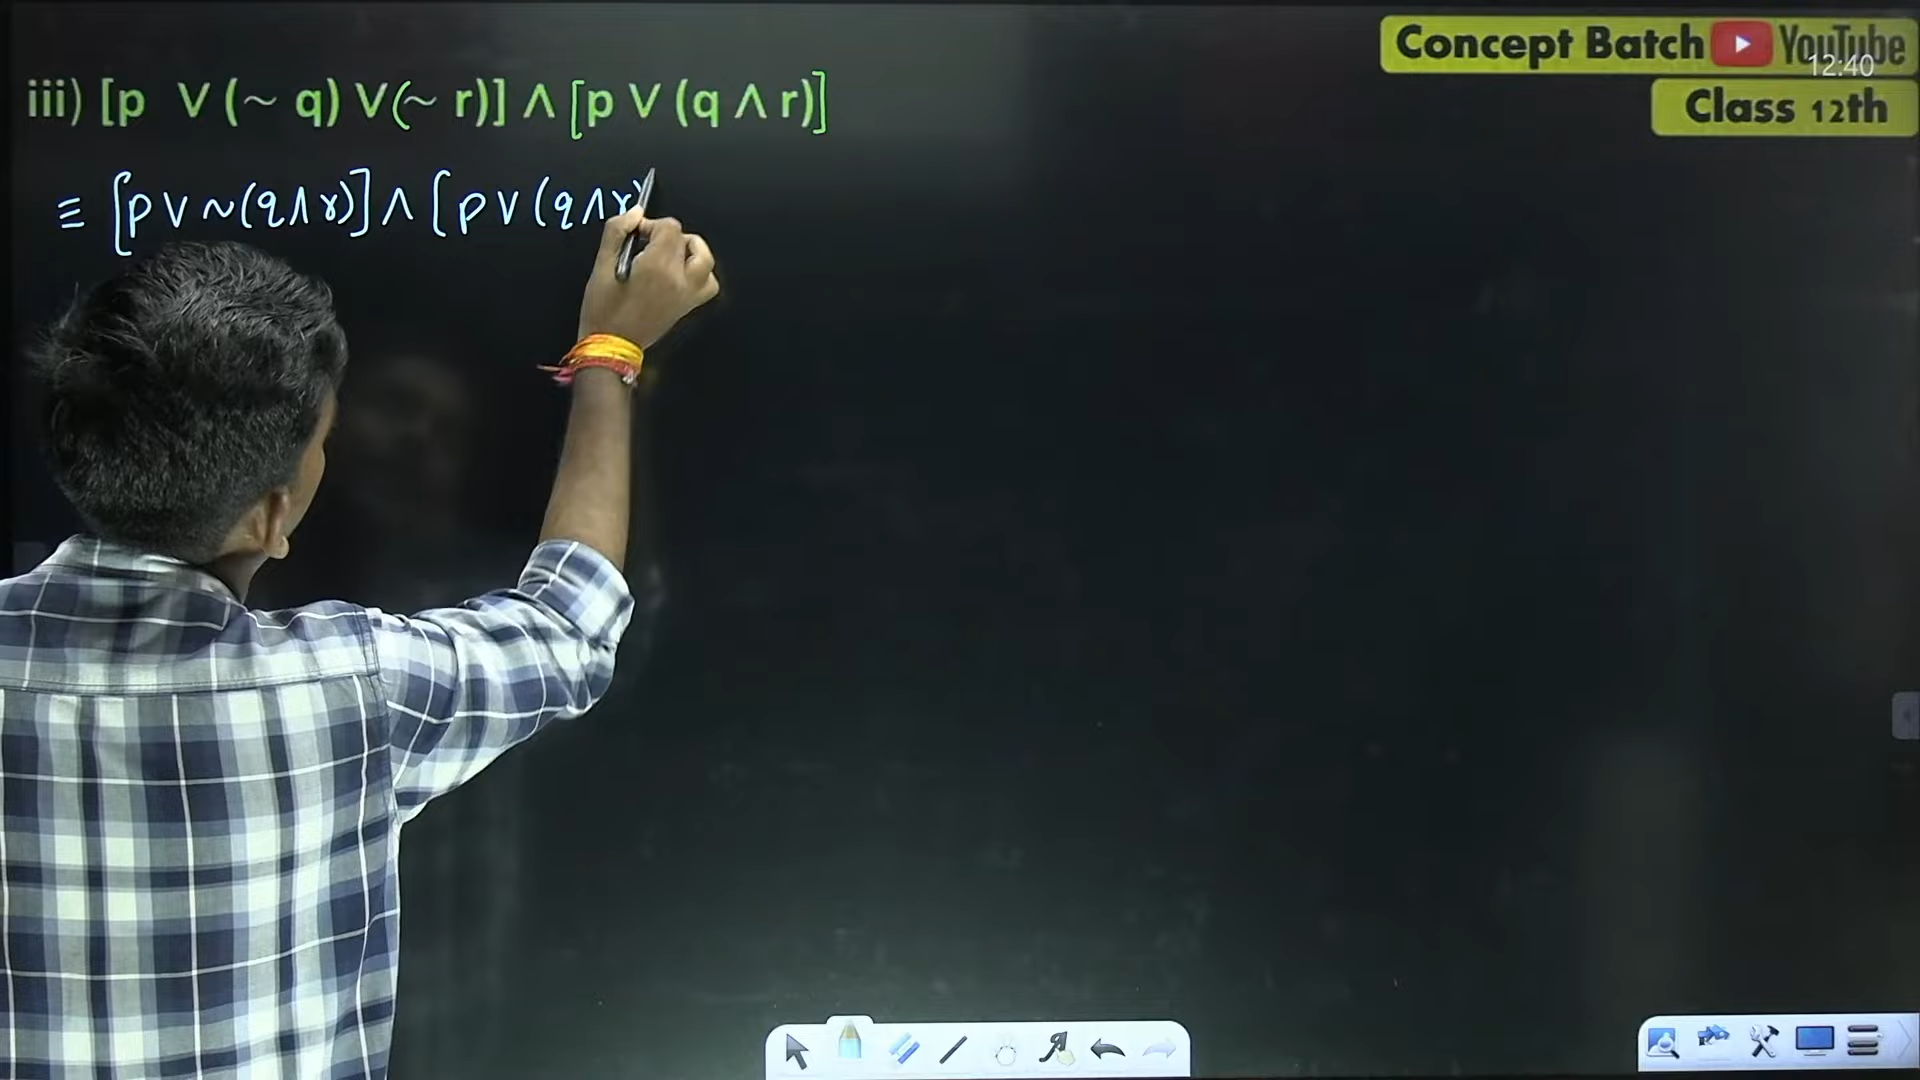 Concept Batch YouTube
12:40
Class 12th
iii) [p ∨ (~ q) ∨(~ r)] ∧ [p ∨ (q ∧ r)]
≡ [p ∨ ~(q ∧ r)] ∧ [p ∨ (q ∧ r)